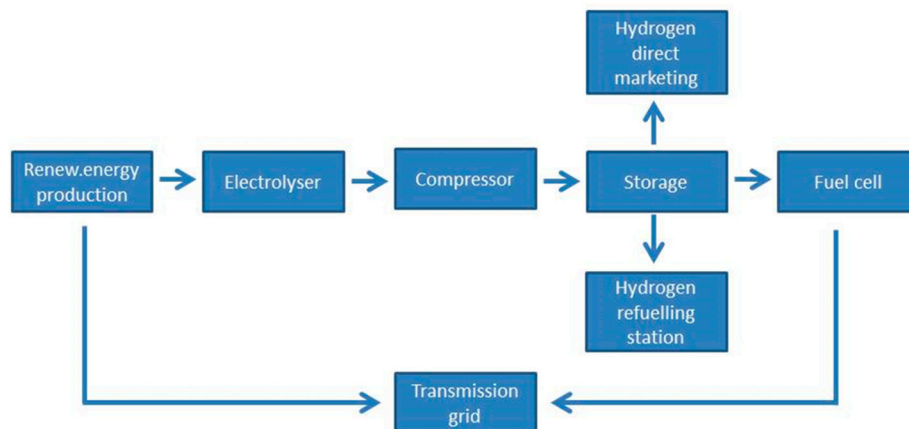 Hydrogen
direct
marketing
Renew.energy
production
Electrolyser
Compressor
Storage
Fuel cell
Hydrogen
refuelling
station
Transmission
grid